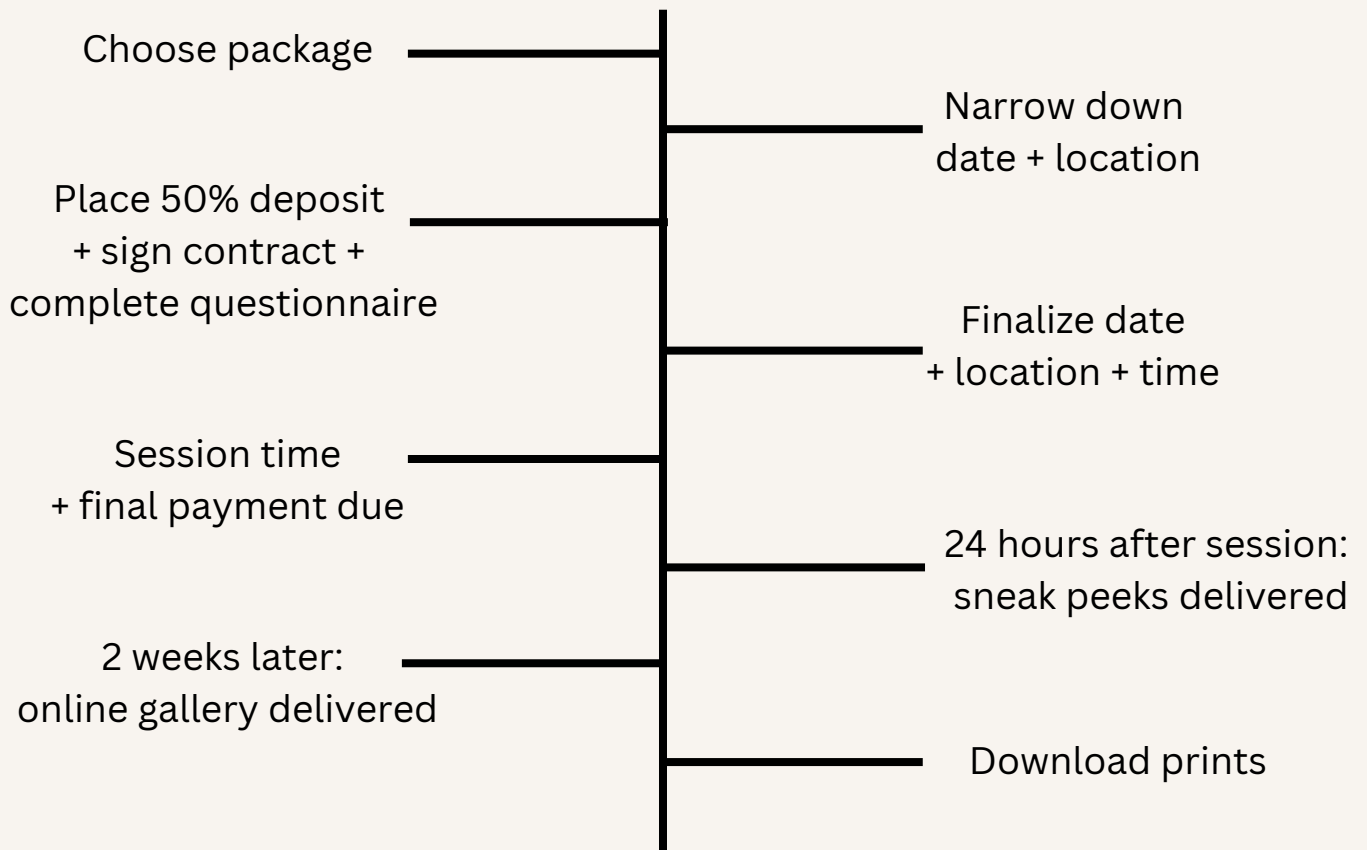 Choose package
Narrow down
date + location
Place 50% deposit
+ sign contract +
complete questionnaire
Finalize date
+ location + time
Session time
+ final payment due
24 hours after session:
sneak peeks delivered
2 weeks later:
online gallery delivered
Download prints